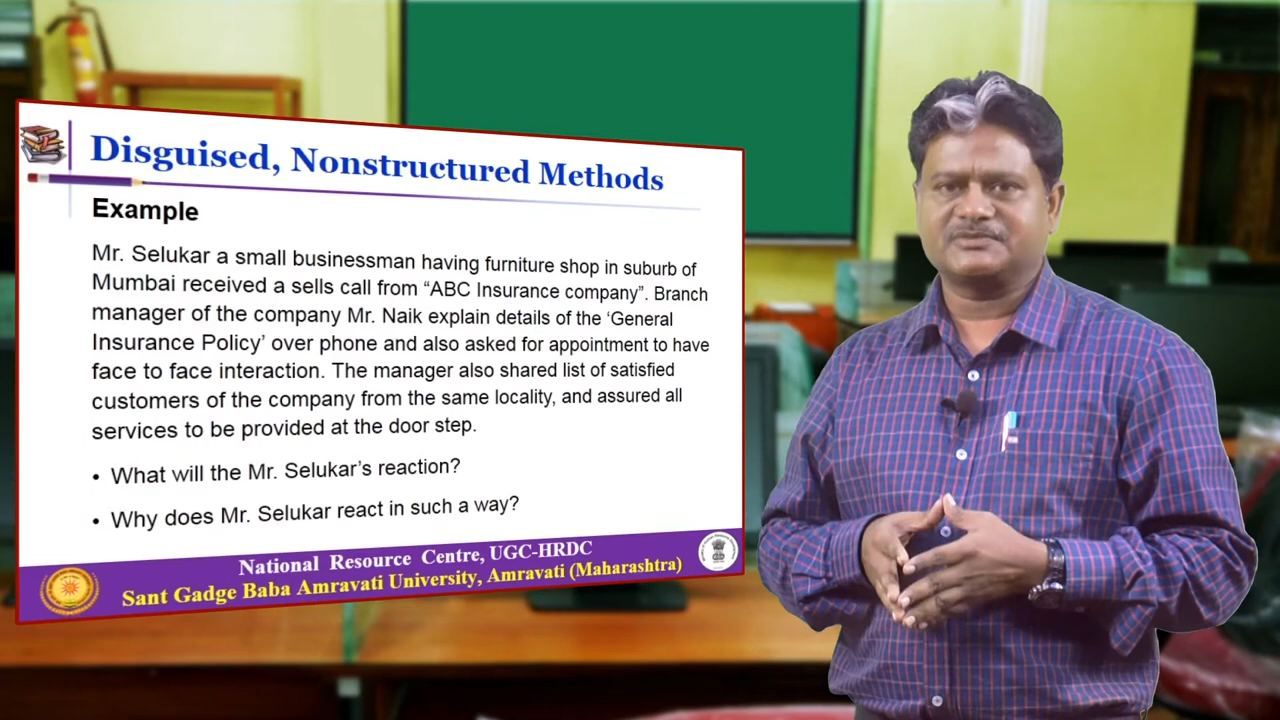 Disguised, Nonstructured Methods
Example
Mr. Selukar a small businessman having furniture shop in suburb of
Mumbai received a sells call from “ABC Insurance company”. Branch
manager of the company Mr. Naik explain details of the ‘General
Insurance Policy’ over phone and also asked for appointment to have
face to face interaction. The manager also shared list of satisfied
customers of the company from the same locality, and assured all
services to be provided at the door step.
• What will the Mr. Selukar’s reaction?
• Why does Mr. Selukar react in such a way?
National Resource Centre, UGC-HRDC
Sant Gadge Baba Amravati University, Amravati (Maharashtra)